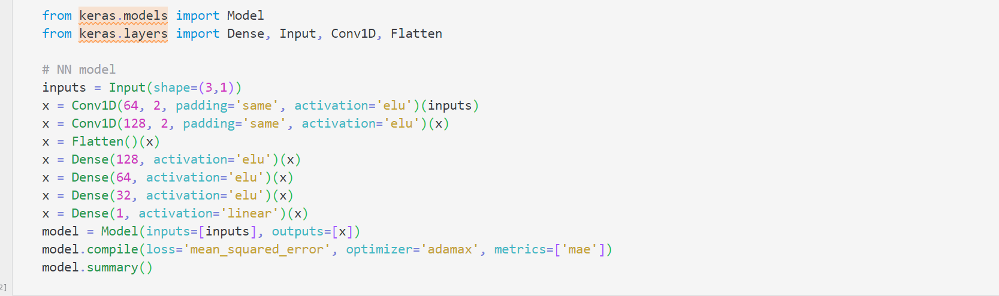 from keras.models import Model
from keras.layers import Dense, Input, Conv1D, Flatten
# NN model
inputs = Input(shape=(3,1))
x = Conv1D(64, 2, padding='same', activation='elu')(inputs)
x = Conv1D(128, 2, padding='same', activation='elu')(x)
x = Flatten()(x)
x = Dense(128, activation='elu')(x)
x = Dense(64, activation='elu')(x)
x = Dense(32, activation='elu')(x)
x = Dense(1, activation='linear')(x)
model = Model(inputs=[inputs], outputs=[x])
model.compile(loss='mean_squared_error', optimizer='adamax', metrics=['mae'])
model.summary()
2]